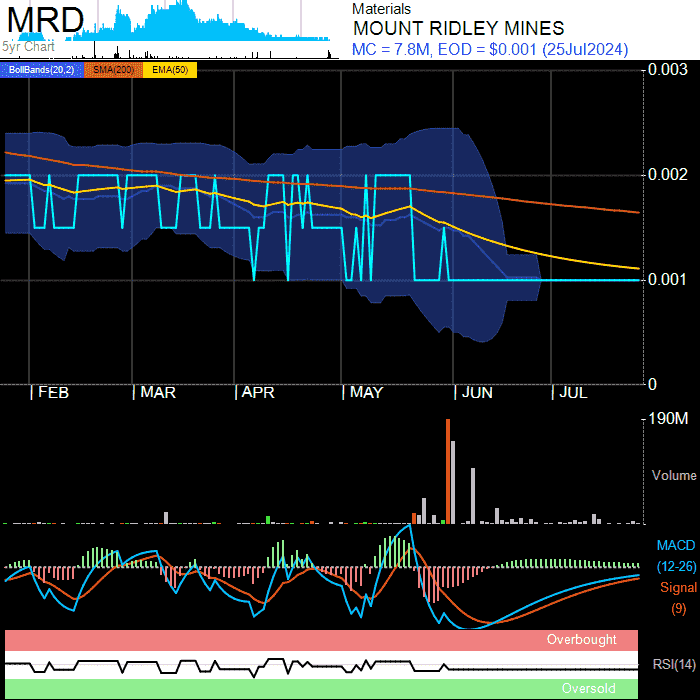 MRD
5yr Chart
Materials
MOUNT RIDLEY MINES
MC = 7.8M, EOD = $0.001 (25Jul2024)
BollBands(20,2) SMA(200) EMA(50)
0.003
0.002
0.001
0
FEB MAR APR MAY JUN JUL
190M
Volume
MACD
(12-26)
Signal
(9)
Overbought
RSI(14)
Oversold